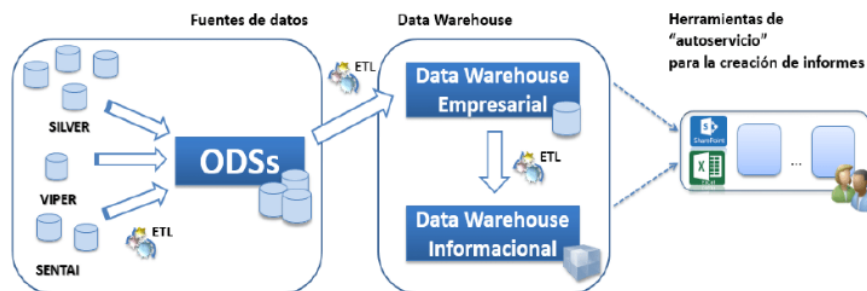 Fuentes de datos
Data Warehouse
Herramientas de
“autoservicio”
para la creación de informes
SILVER
VIPER
SENTAI
ETL
ODSs
ETL
Data Warehouse
Empresarial
ETL
Data Warehouse
Informacional
SharePoint
...